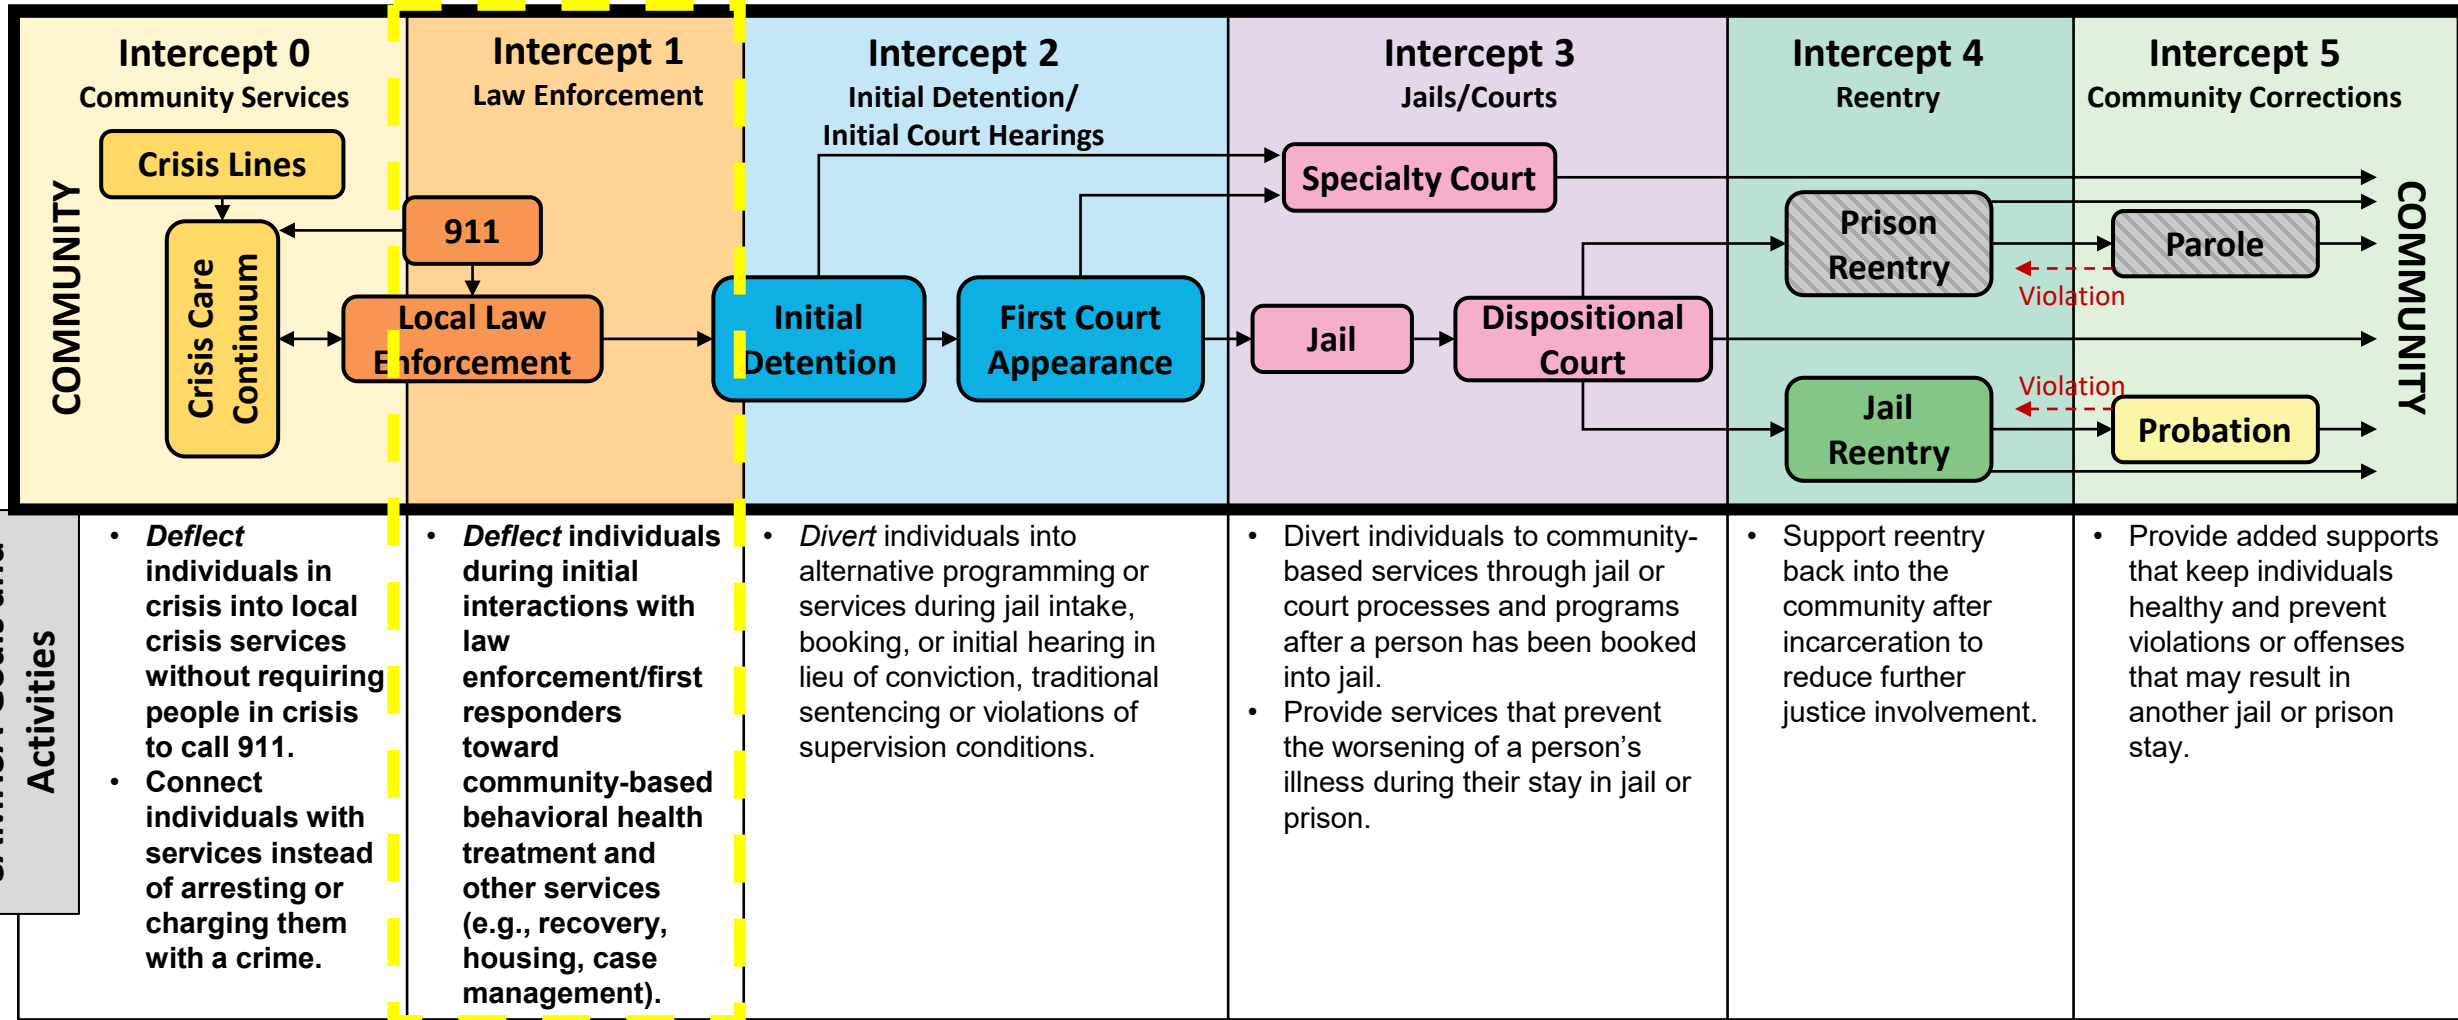 Intercept 0
Community Services
Intercept 1
Law Enforcement
Intercept 2
Initial Detention/
Initial Court Hearings
Intercept 3
Jails/Courts
Intercept 4
Reentry
Intercept 5
Community Corrections
COMMUNITY
Crisis Lines
Crisis Care
Continuum
911
Local Law
Enforcement
Initial
Detention
First Court
Appearance
Specialty Court
Jail
Dispositional
Court
Prison
Reentry
Jail
Reentry
Parole
Violation
Violation
Probation
COMMUNITY
Activities
• Deflect
individuals in
crisis into local
crisis services
without requiring
people in crisis
to call 911.
• Connect
individuals with
services instead
of arresting or
charging them
with a crime.
• Deflect individuals
during initial
interactions with
law
enforcement/first
responders
toward
community-based
behavioral health
treatment and
other services
(e.g., recovery,
housing, case
management).
• Divert individuals into
alternative programming or
services during jail intake,
booking, or initial hearing in
lieu of conviction, traditional
sentencing or violations of
supervision conditions.
• Divert individuals to community-
based services through jail or
court processes and programs
after a person has been booked
into jail.
• Provide services that prevent
the worsening of a person's
illness during their stay in jail or
prison.
• Support reentry
back into the
community after
incarceration to
reduce further
justice involvement.
• Provide added supports
that keep individuals
healthy and prevent
violations or offenses
that may result in
another jail or prison
stay.